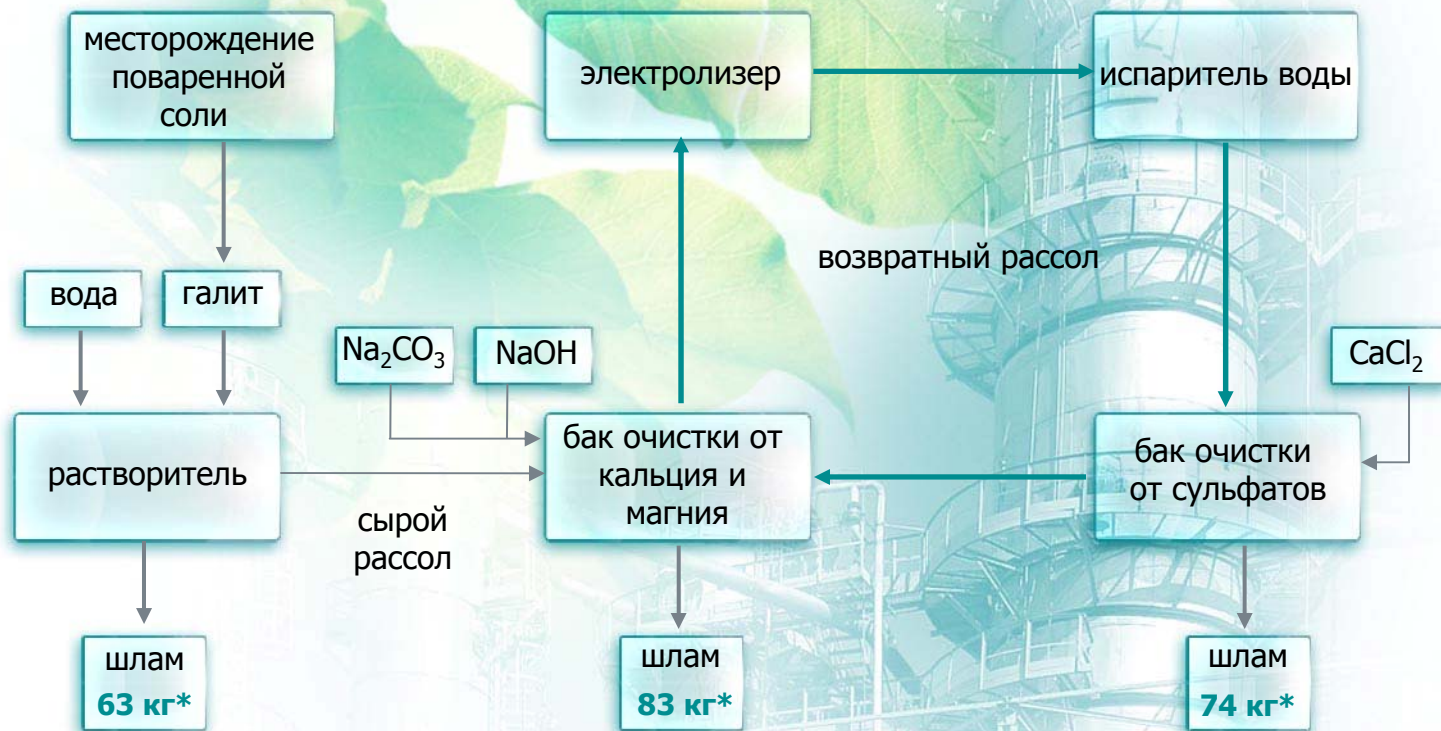 месторождение
поваренной
соли
электролизер
испаритель воды
возвратный рассол
вода
галит
Na₂CO₃
NaOH
CaCl₂
растворитель
бак очистки от
кальция и
магния
бак очистки
от сульфатов
сырой
рассол
шлам
63 кг*
шлам
83 кг*
шлам
74 кг*